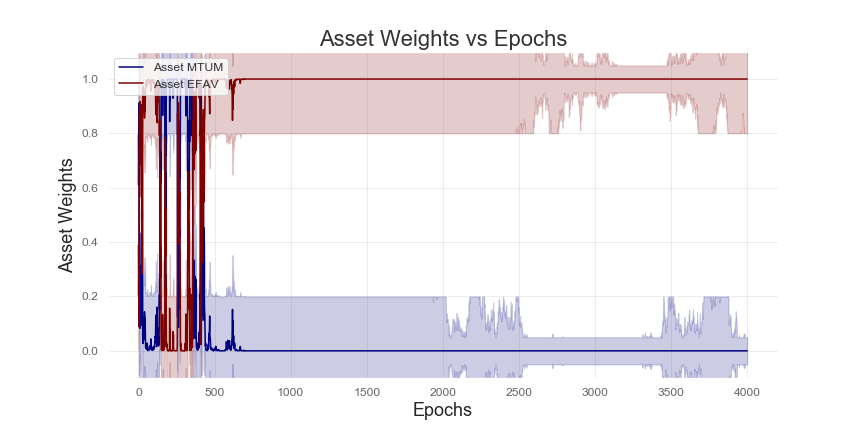 Asset Weights vs Epochs
Asset MTUM
Asset EFAV
Asset Weights
1.0
0.8
0.6
0.4
0.2
0.0
0 500 1000 1500 2000 2500 3000 3500 4000
Epochs